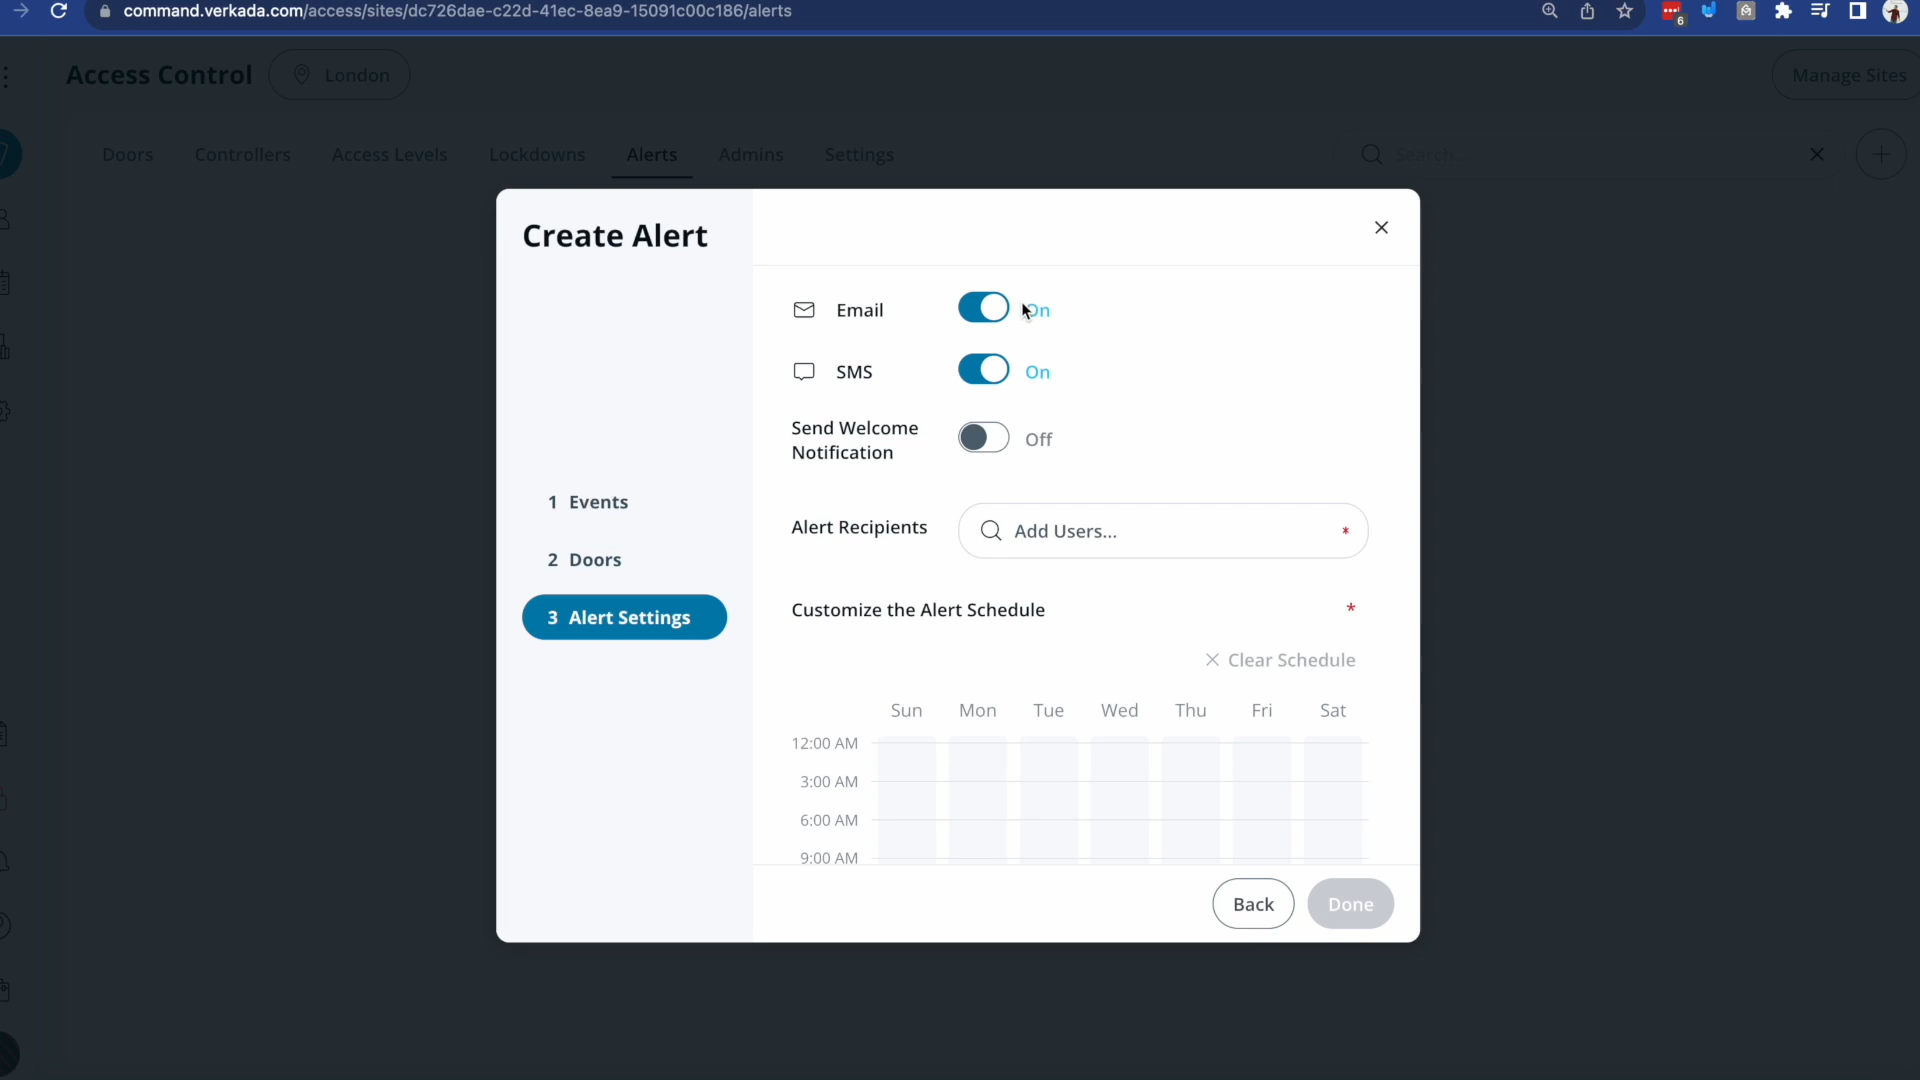 command.verkada.com/access/sites/dc726dae-c22d-41ec-8ea9-15091c00c186/alerts
6
Access Control
London
Manage Sites
Doors
Controllers
Access Levels
Lockdowns
Alerts
Admins
Settings
Search...
Create Alert
Email
On
SMS
On
Send Welcome
Notification
Off
1 Events
2 Doors
3 Alert Settings
Alert Recipients
Add Users...
*
Customize the Alert Schedule
*
Clear Schedule
Sun Mon Tue Wed Thu Fri Sat
12:00 AM
3:00 AM
6:00 AM
9:00 AM
Back
Done